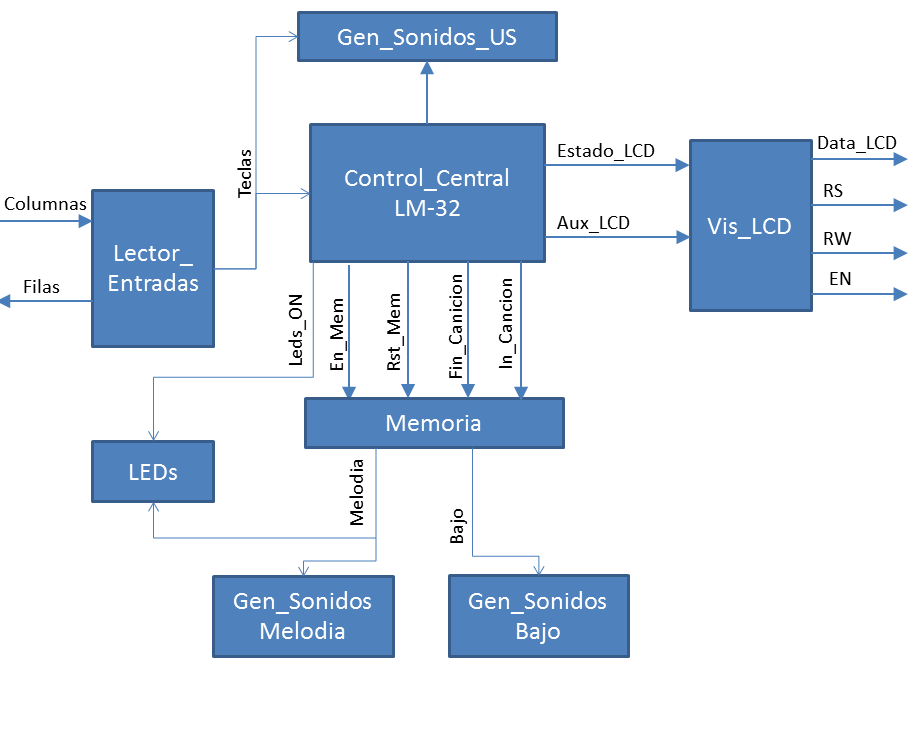 Gen_Sonidos_US
Teclas
Control_Central
LM-32
Estado_LCD
Aux_LCD
Vis_LCD
Data_LCD
RS
RW
EN
Columnas
Filas
Lector_
Entradas
Leds_ON
En_Mem
Rst_Mem
Fin_Canicion
In_Cancion
Memoria
LEDs
Melodia
Bajo
Gen_Sonidos
Melodia
Gen_Sonidos
Bajo